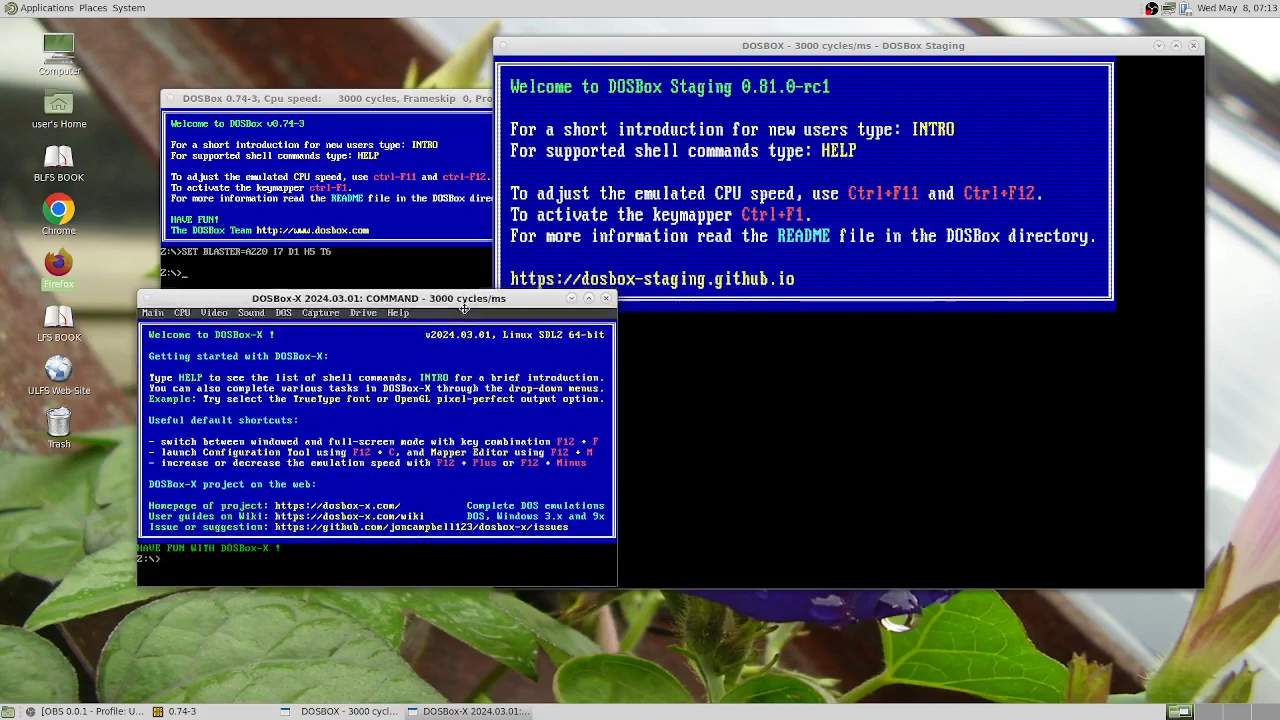 Applications Places System
Wed May  8, 07:13
Computer
user's Home
BLFS BOOK
Chrome
Firefox
LFS BOOK
ULFS Web-Site
Trash
DOSBox 0.74-3, Cpu speed:    3000 cycles, Frameskip  0, Pro
Welcome to DOSBox v0.74-3
For a short introduction for new users type: INTRO
For supported shell commands type: HELP
To adjust the emulated CPU speed, use ctrl-F11 and ctrl-F12.
To activate the keymapper ctrl-F1.
For more information read the README file in the DOSBox dire
HAVE FUN!
The DOSBox Team http://www.dosbox.com
Z:\>SET BLASTER=A220 I7 D1 H5 T6
Z:\>_
DOSBOX - 3000 cycles/ms - DOSBox Staging
Welcome to DOSBox Staging 0.81.0-rc1
For a short introduction for new users type: INTRO
For supported shell commands type: HELP
To adjust the emulated CPU speed, use Ctrl+F11 and Ctrl+F12.
To activate the keymapper Ctrl+F1.
For more information read the README file in the DOSBox directory.
https://dosbox-staging.github.io
DOSBox-X 2024.03.01: COMMAND - 3000 cycles/ms
Main CPU Video Sound DOS Capture Drive Help
Welcome to DOSBox-X ! v2024.03.01, Linux SDL2 64-bit
Getting started with DOSBox-X:
Type HELP to see the list of shell commands, INTRO for a brief introduction.
You can also complete various tasks in DOSBox-X through the drop-down menus.
Example: Try select the TrueType font or OpenGL pixel-perfect output option.
Useful default shortcuts:
- switch between windowed and full-screen mode with key combination F12 + F
- launch Configuration Tool using F12 + C, and Mapper Editor using F12 + M
- increase or decrease the emulation speed with F12 + Plus or F12 + Minus
DOSBox-X project on the web:
Homepage of project: https://dosbox-x.com/ Complete DOS emulations
User guides on Wiki: https://dosbox-x.com/wiki DOS, Windows 3.x and 9x
Issue or suggestion: https://github.com/joncampbell123/dosbox-x/issues
HAVE FUN WITH DOSBox-X !
Z:\>
[OBS 0.0.1 - Profile: U...
0.74-3
DOSBOX - 3000 cycl...
DOSBox-X 2024.03.01:...